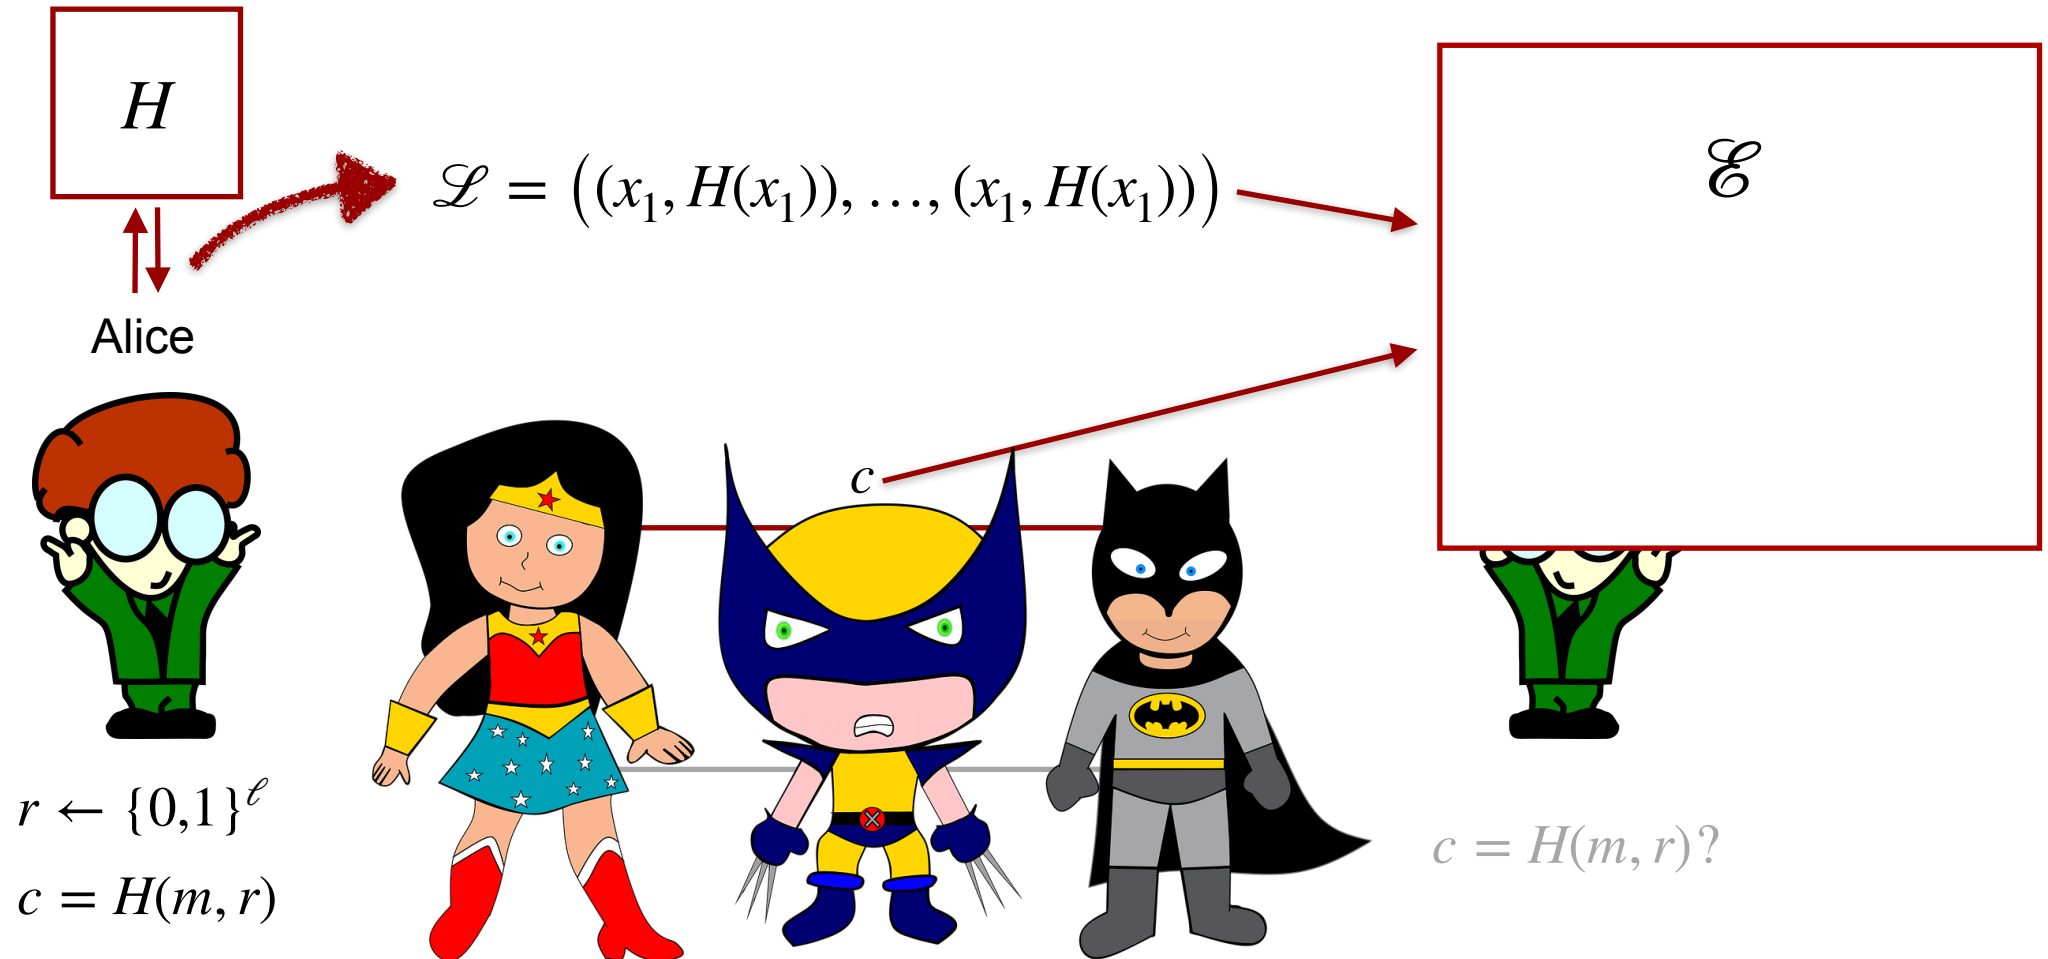 H
ℒ = ((x₁, H(x₁)), …, (x₁, H(x₁)))
ℰ
Alice
c
r ← {0,1}^ℓ
c = H(m, r)
c = H(m, r)?